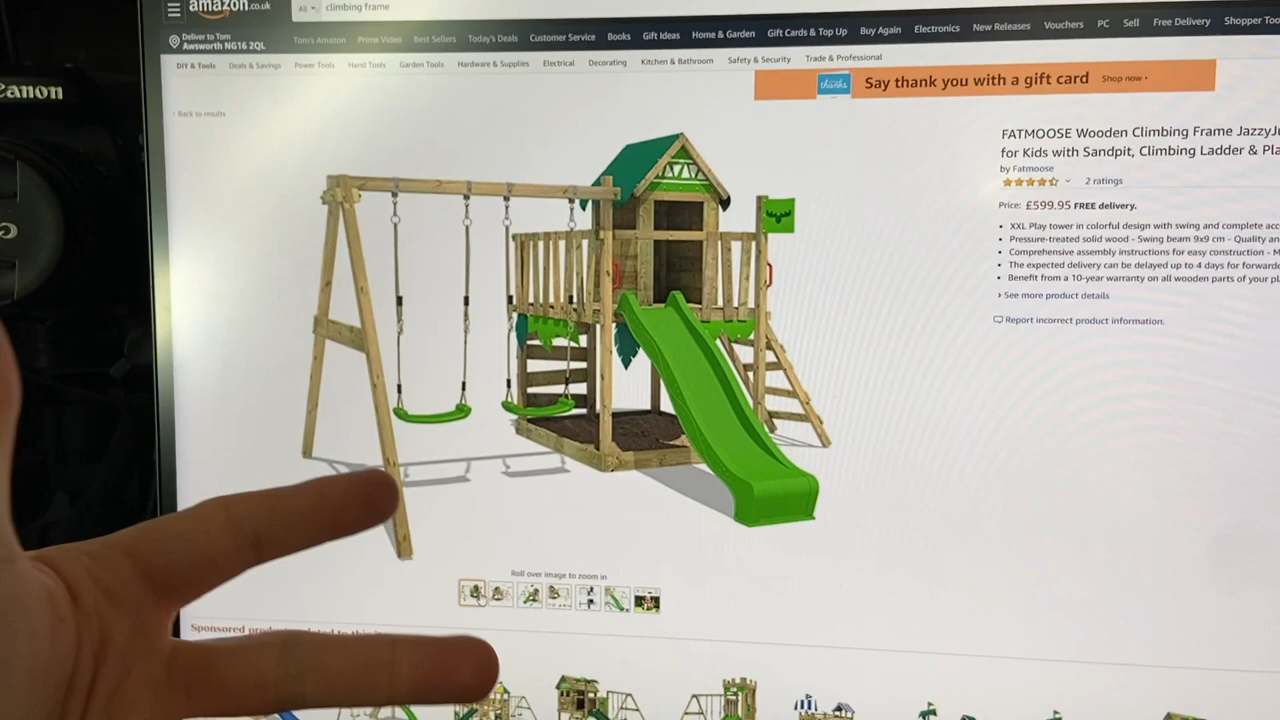 amazon.co.uk
All
climbing frame
Deliver to Tom
Awsworth NG16 2QL
Tom's Amazon Prime Video Best Sellers Today's Deals Customer Service Books Gift Ideas Home & Garden Gift Cards & Top Up Buy Again Electronics New Releases Vouchers PC Sell Free Delivery Shopper
DIY & Tools Deals & Savings Power Tools Hand Tools Garden Tools Hardware & Supplies Electrical Decorating Kitchen & Bathroom Safety & Security Trade & Professional
thanks
Say thank you with a gift card
Shop now
anon
Back to results
FATMOOSE Wooden Climbing Frame
for Kids with Sandpit, Climbing Ladder &
by Fatmoose
2 ratings
Price: £599.95 FREE delivery.
XXL Play tower in colorful design with swing and complete
Pressure-treated solid wood - Swing beam 9x9 cm - Quality
Comprehensive assembly instructions for easy construction -
The expected delivery can be delayed up to 4 days for
Benefit from a 10-year warranty on all wooden parts of your
See more product details
Report incorrect product information.
Roll over image to zoom in
Sponsored